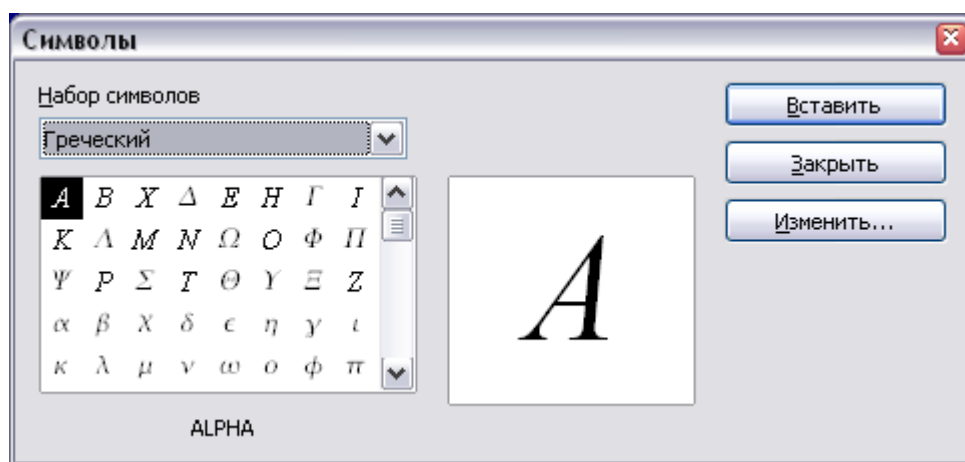 Символы
Набор символов
Греческий
A B X Δ E H Γ I
K Λ M N Ω O Φ Π
Ψ P Σ T Θ Υ Ξ Z
α β χ δ ϵ η γ ι
κ λ μ ν ω ο ϕ π
ALPHA
A
Вставить
Закрыть
Изменить...